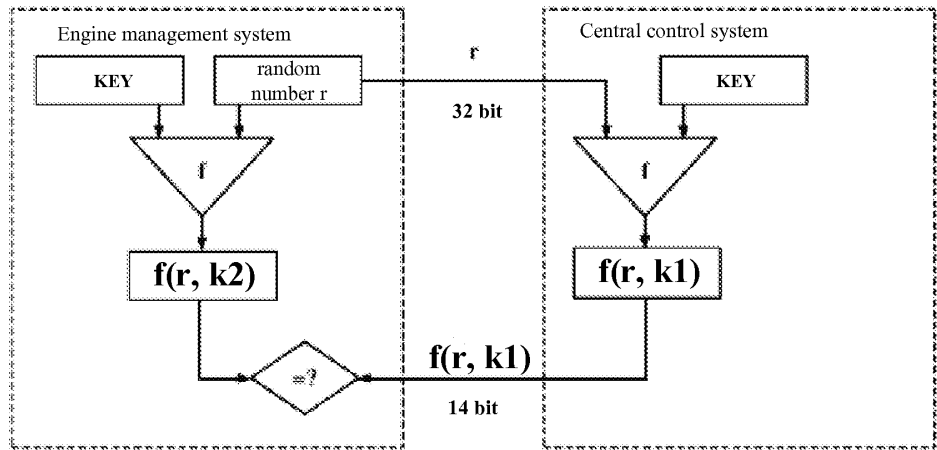 Engine management system
Central control system
KEY
random
number r
r
32 bit
KEY
f
f
f(r, k2)
f(r, k1)
f(r, k1)
=?
14 bit